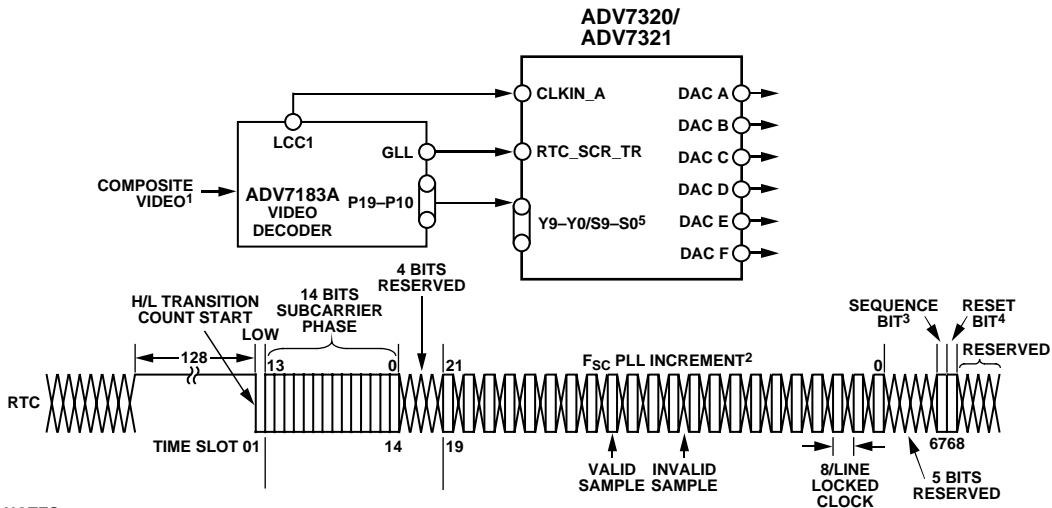 ADV7320/
ADV7321
CLKIN_A
DAC A
DAC B
LCC1
GLL
RTC_SCR_TR
DAC C
COMPOSITE
VIDEO1
ADV7183A
VIDEO
DECODER
P19–P10
DAC D
Y9–Y0/S9–S05
DAC E
DAC F
4 BITS
RESERVED
H/L TRANSITION
COUNT START
14 BITS
SUBCARRIER
PHASE
SEQUENCE
BIT3
RESET
BIT4
LOW
RESERVED
128
13
0
21
FSC PLL INCREMENT2
0
RTC
TIME SLOT 01
14
19
6768
VALID
SAMPLE
INVALID
SAMPLE
8/LINE
LOCKED
CLOCK
5 BITS
RESERVED